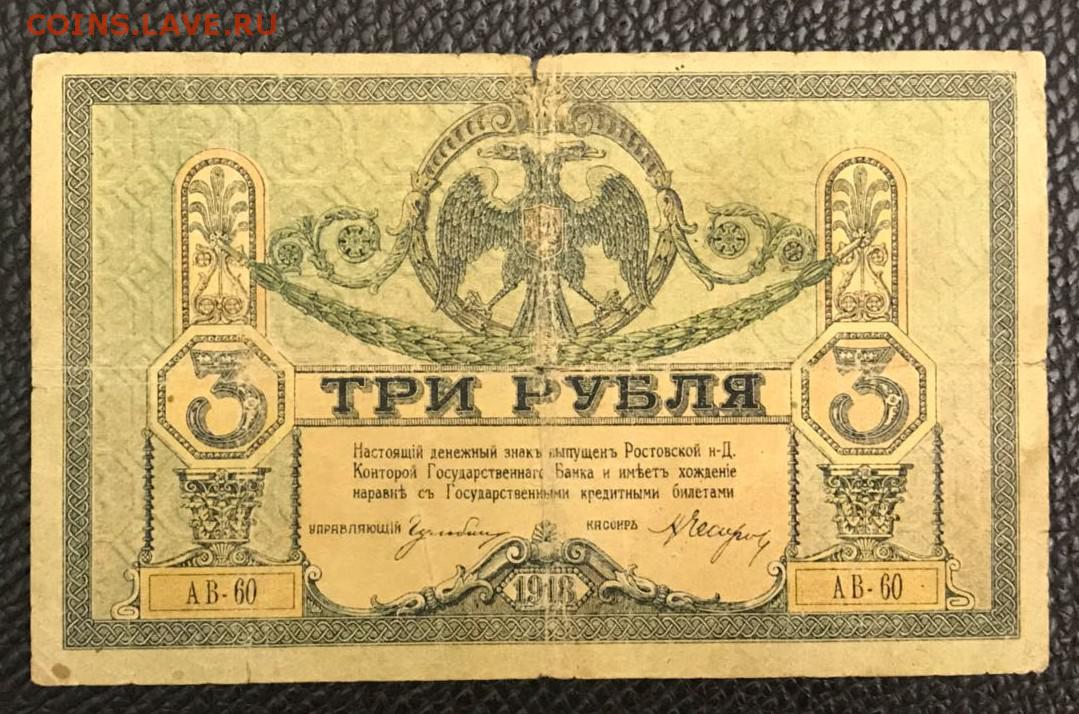 COINS.LAVE.RU
3 ТРИ РУБЛЯ 3
Настоящій денежный знакъ выпущенъ Ростовской н-Д.
Конторой Государственнаго Банка и имѣетъ хожденіе
наравнѣ съ Государственными кредитными билетами
УПРАВЛЯЮЩІЙ КАССИРЪ
АВ-60 1918 АВ-60